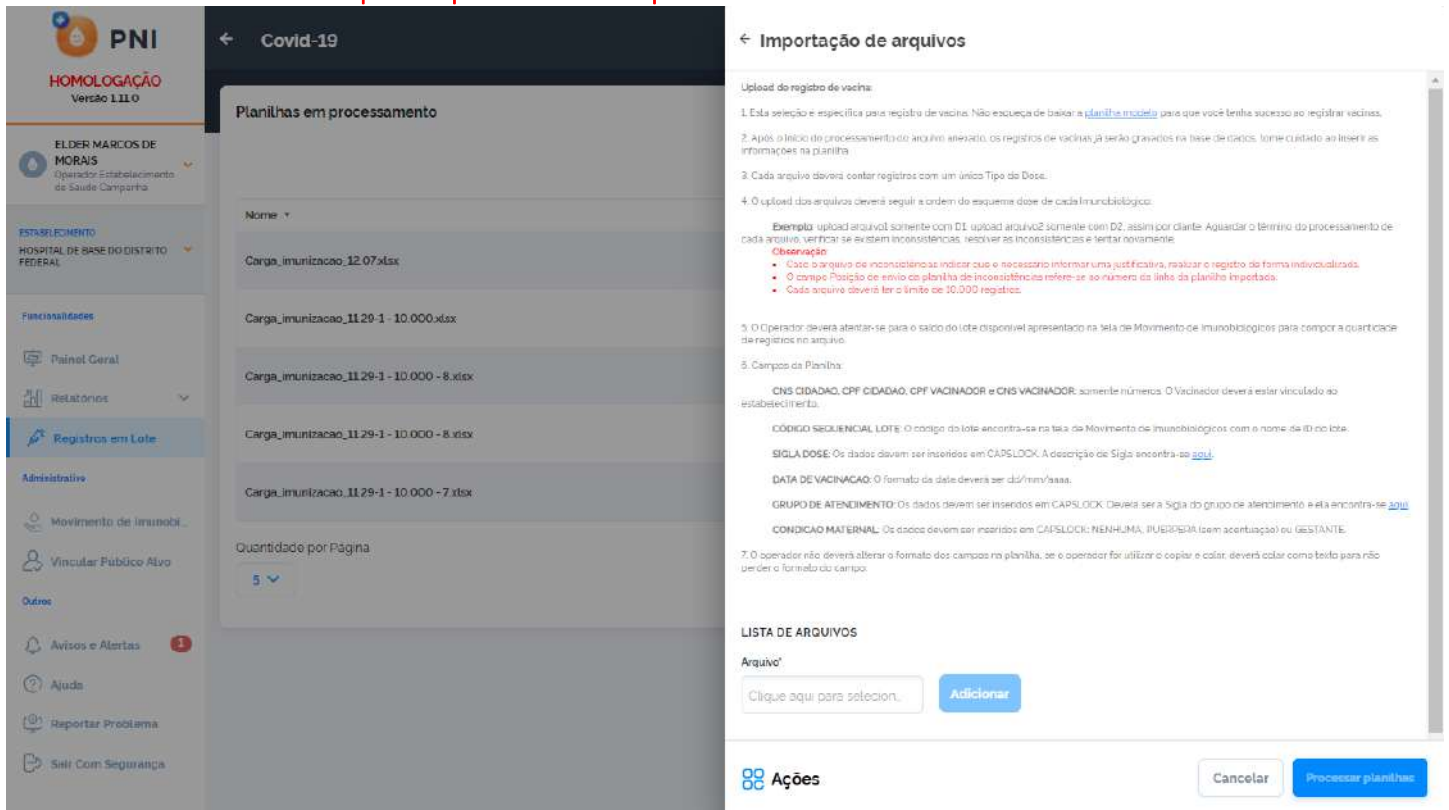 PNI
HOMOLOGAÇÃO
Versão 1.11.0
ELDER MARCOS DE
MORAIS
Operador Estabelecimento
de Saúde Campanha
ESTABELECIMENTO
HOSPITAL DE BASE DO DISTRITO
FEDERAL
Funcionalidades
Painel Geral
Relatórios
Registros em Lote
Administrativo
Movimento de Imunobi...
Vincular Público Alvo
Outros
Avisos e Alertas 1
Ajuda
Reportar Problema
Sair Com Segurança
← Covid-19
Planilhas em processamento
Nome
Carga_imunizacao_12.07.xlsx
Carga_imunizacao_11.29-1 - 10.000.xlsx
Carga_imunizacao_11.29-1 - 10.000 - 8.xlsx
Carga_imunizacao_11.29-1 - 10.000 - 8.xlsx
Carga_imunizacao_11.29-1 - 10.000 - 7.xlsx
Quantidade por Página
5
← Importação de arquivos
Upload do registro de vacina:
1. Esta seleção é específica para registro de vacina. Não esqueça de baixar a planilha modelo para que você tenha sucesso ao registrar vacinas.
2. Após o início do processamento do arquivo anexado, os registros de vacinas já serão gravados na base de dados, tome cuidado ao inserir as
informações na planilha.
3. Cada arquivo deverá conter registros com um único Tipo de Dose.
4. O upload dos arquivos deverá seguir a ordem do esquema dose de cada Imunobiológico:
Exemplo: upload arquivo1 somente com D1, upload arquivo2 somente com D2, assim por diante. Aguardar o término do processamento de
cada arquivo, verificar se existem inconsistências, resolver as inconsistências e tentar novamente.
Observação:
• Caso o arquivo de inconsistências indicar que é necessário informar uma justificativa, realizar o registro de forma individualizada.
• O campo Posição de envio da planilha de inconsistências refere-se ao número da linha da planilha importada.
• Cada arquivo deverá ter o limite de 10.000 registros.
5. O Operador deverá atentar-se para o saldo do lote disponível apresentado na tela de Movimento de Imunobiológicos para compor a quantidade
de registros no arquivo.
6. Campos da Planilha:
CNS CIDADAO, CPF CIDADAO, CPF VACINADOR e CNS VACINADOR: somente números. O Vacinador deverá estar vinculado ao
estabelecimento.
CÓDIGO SEQUENCIAL LOTE: O código do lote encontra-se na tela de Movimento de Imunobiológicos com o nome de ID do lote.
SIGLA DOSE: Os dados devem ser inseridos em CAPSLOCK. A descrição de Sigla encontra-se aqui.
DATA DE VACINACAO: O formato da data deverá ser dd/mm/aaaa.
GRUPO DE ATENDIMENTO: Os dados devem ser inseridos em CAPSLOCK. Deverá ser a Sigla do grupo de atendimento e ela encontra-se aqui
CONDICAO MATERNAL: Os dados devem ser inseridos em CAPSLOCK: NENHUMA, PUERPERA (sem acentuação) ou GESTANTE.
7. O operador não deverá alterar o formato dos campos na planilha, se o operador for utilizar o copiar e colar, deverá colar como texto para não
perder o formato do campo.
LISTA DE ARQUIVOS
Arquivo*
Clique aqui para selecion...
Adicionar
Ações
Cancelar
Processar planilhas